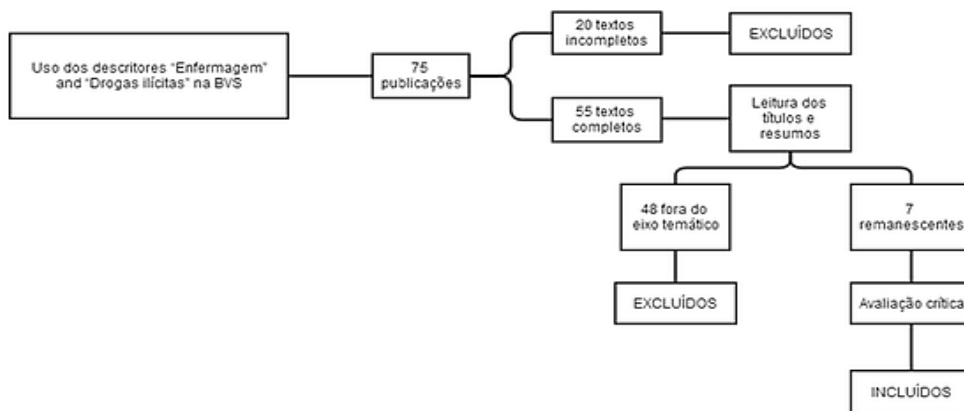 Uso dos descritores "Enfermagem"
and "Drogas ilícitas" na BVS
75
publicações
20 textos
incompletos
EXCLUÍDOS
55 textos
completos
Leitura dos
títulos e
resumos
48 fora do
eixo temático
EXCLUÍDOS
7
remanescentes
Avaliação crítica
INCLUÍDOS